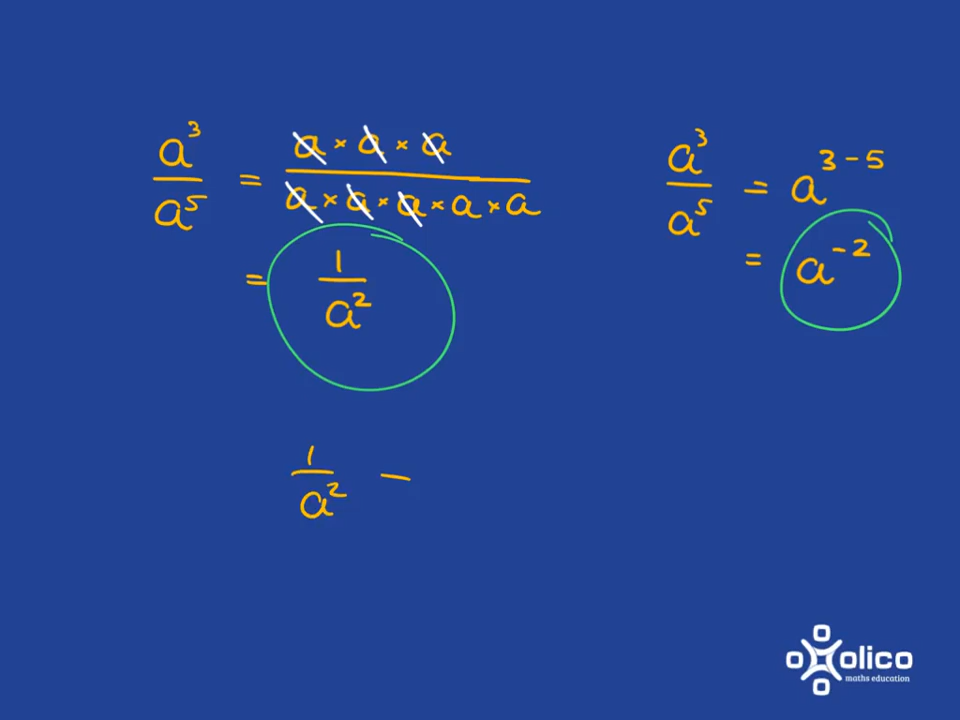 a³/a⁵ = (a × a × a)/(a × a × a × a × a)
= 1/a²
a³/a⁵ = a³⁻⁵
= a⁻²
1/a² −
olico
maths education